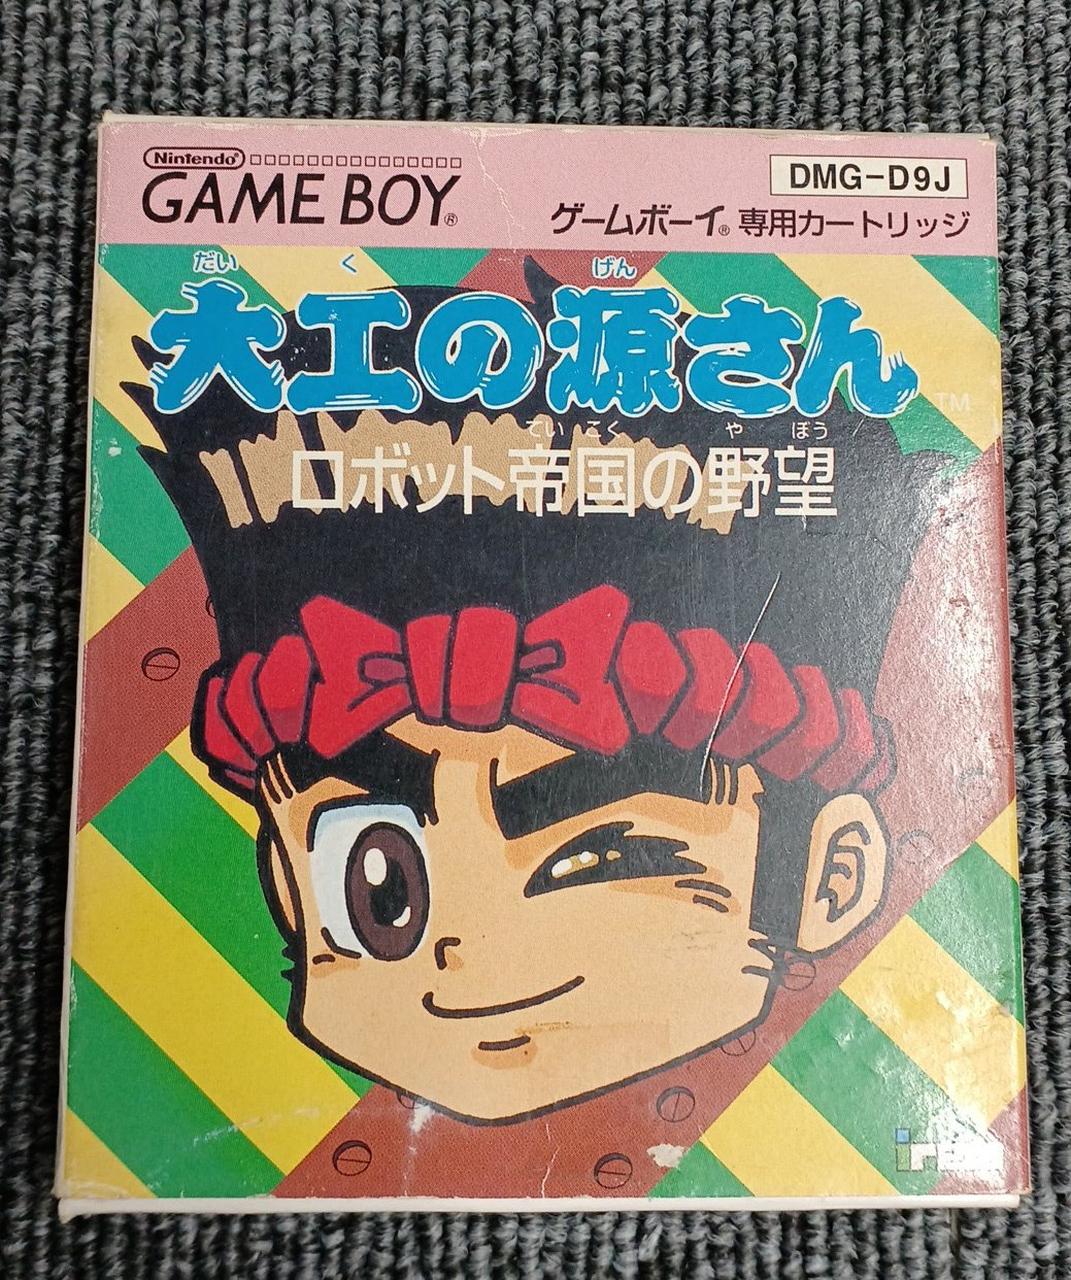 Nintendo®
GAME BOY®
DMG-D9J
ゲームボーイ® 専用カートリッジ
だい く げん
大工の源さん
TM
てい こく や ぼう
ロボット帝国の野望
irem